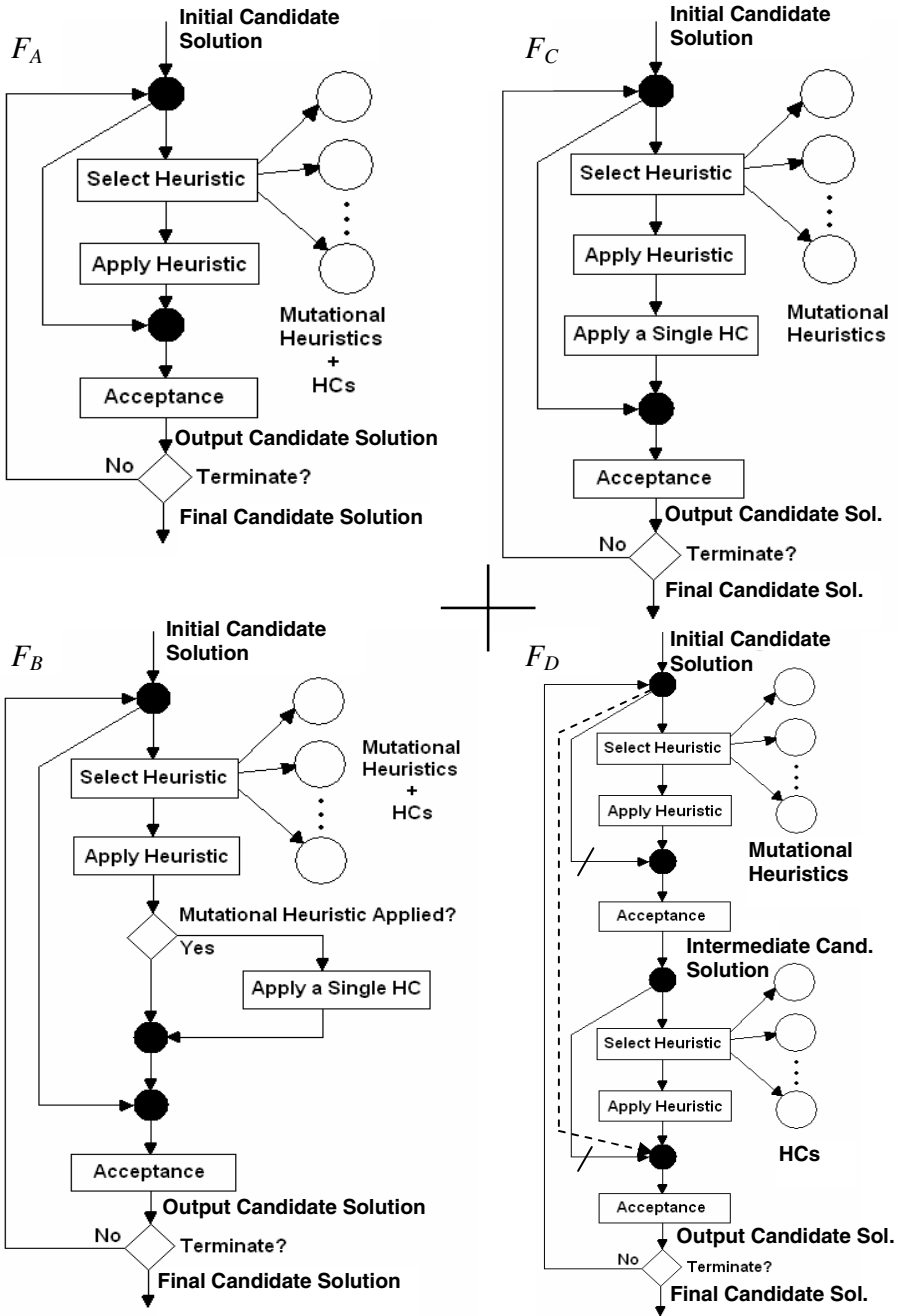 F_A
Initial Candidate
Solution
Select Heuristic
Apply Heuristic
Mutational
Heuristics
+
HCs
Acceptance
Output Candidate Solution
No
Terminate?
Final Candidate Solution
F_C
Initial Candidate
Solution
Select Heuristic
Apply Heuristic
Mutational
Heuristics
Apply a Single HC
Acceptance
Output Candidate Sol.
No
Terminate?
Final Candidate Sol.
F_B
Initial Candidate
Solution
Select Heuristic
Mutational
Heuristics
+
HCs
Apply Heuristic
Mutational Heuristic Applied?
Yes
Apply a Single HC
Acceptance
Output Candidate Solution
No
Terminate?
Final Candidate Solution
F_D
Initial Candidate
Solution
Select Heuristic
Apply Heuristic
Mutational
Heuristics
Acceptance
Intermediate Cand.
Solution
Select Heuristic
Apply Heuristic
HCs
Acceptance
Output Candidate Sol.
No
Terminate?
Final Candidate Sol.